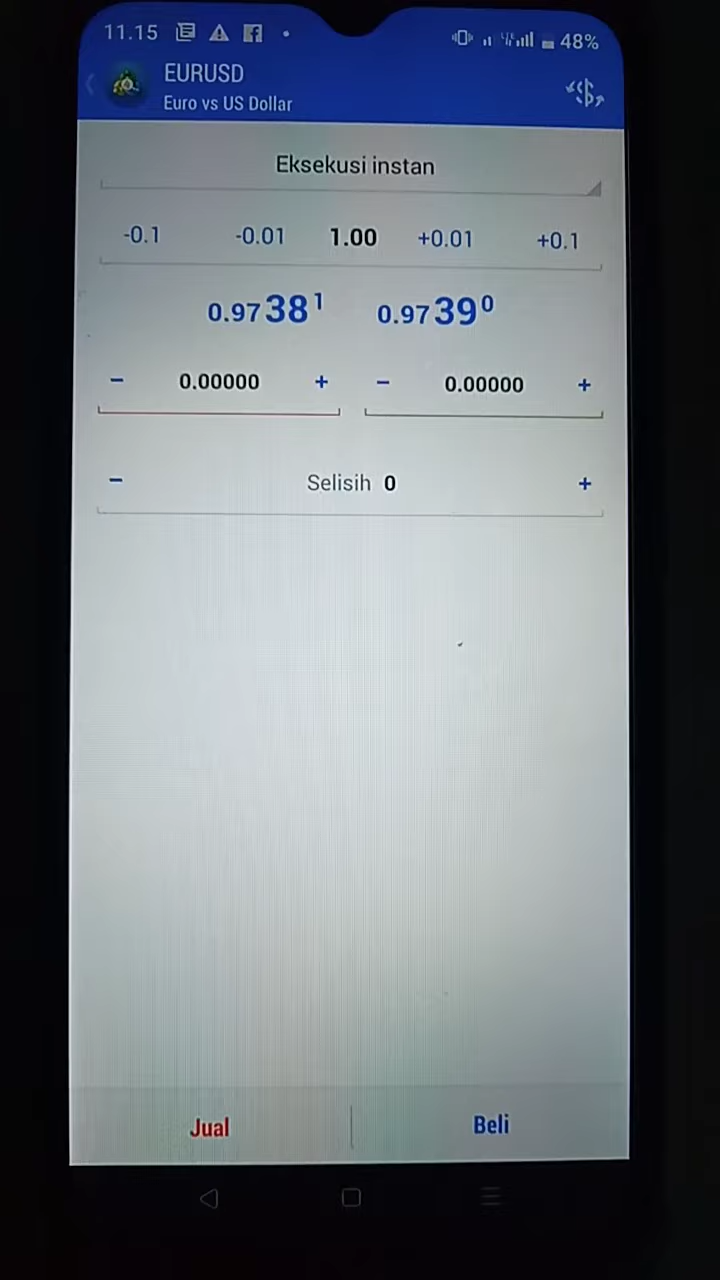 11.15 48%
EURUSD
Euro vs US Dollar
Eksekusi instan
-0.1 -0.01 1.00 +0.01 +0.1
0.97381 0.97390
− 0.00000 + − 0.00000 +
− Selisih 0 +
Jual Beli